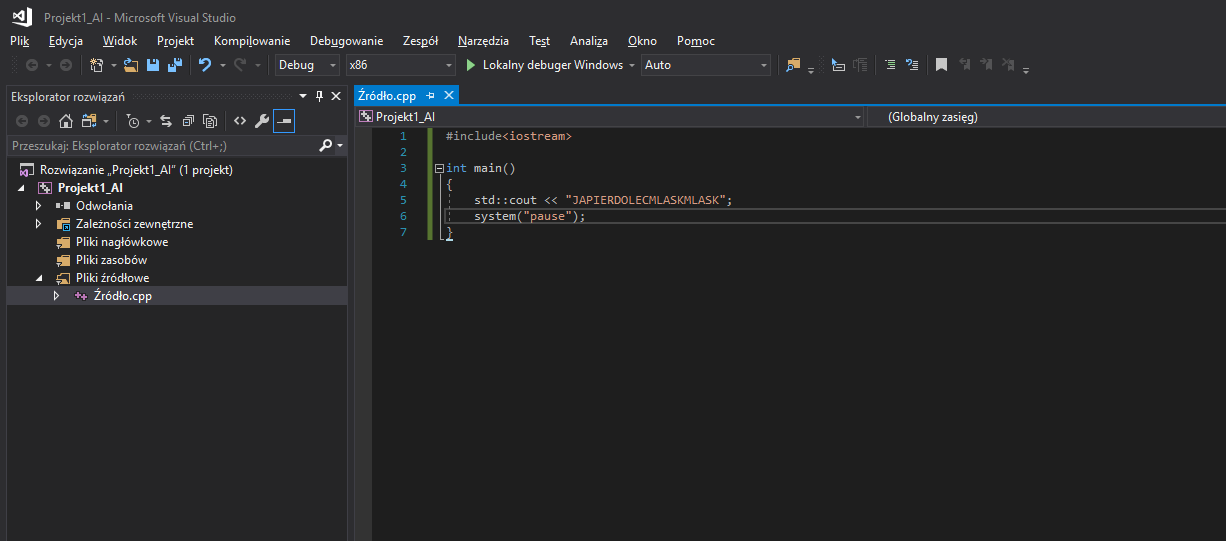 Projekt1_AI - Microsoft Visual Studio
Plik Edycja Widok Projekt Kompilowanie Debugowanie Zespół Narzędzia Test Analiza Okno Pomoc
Debug x86 Lokalny debuger Windows Auto
Eksplorator rozwiązań
Przeszukaj: Eksplorator rozwiązań (Ctrl+;)
Rozwiązanie „Projekt1_AI” (1 projekt)
Projekt1_AI
Odwołania
Zależności zewnętrzne
Pliki nagłówkowe
Pliki zasobów
Pliki źródłowe
Źródło.cpp
Źródło.cpp
Projekt1_AI (Globalny zasięg)
1 #include<iostream>
2
3 int main()
4 {
5 std::cout << "JAPIERDOLECMLASKMLASK";
6 system("pause");
7 }